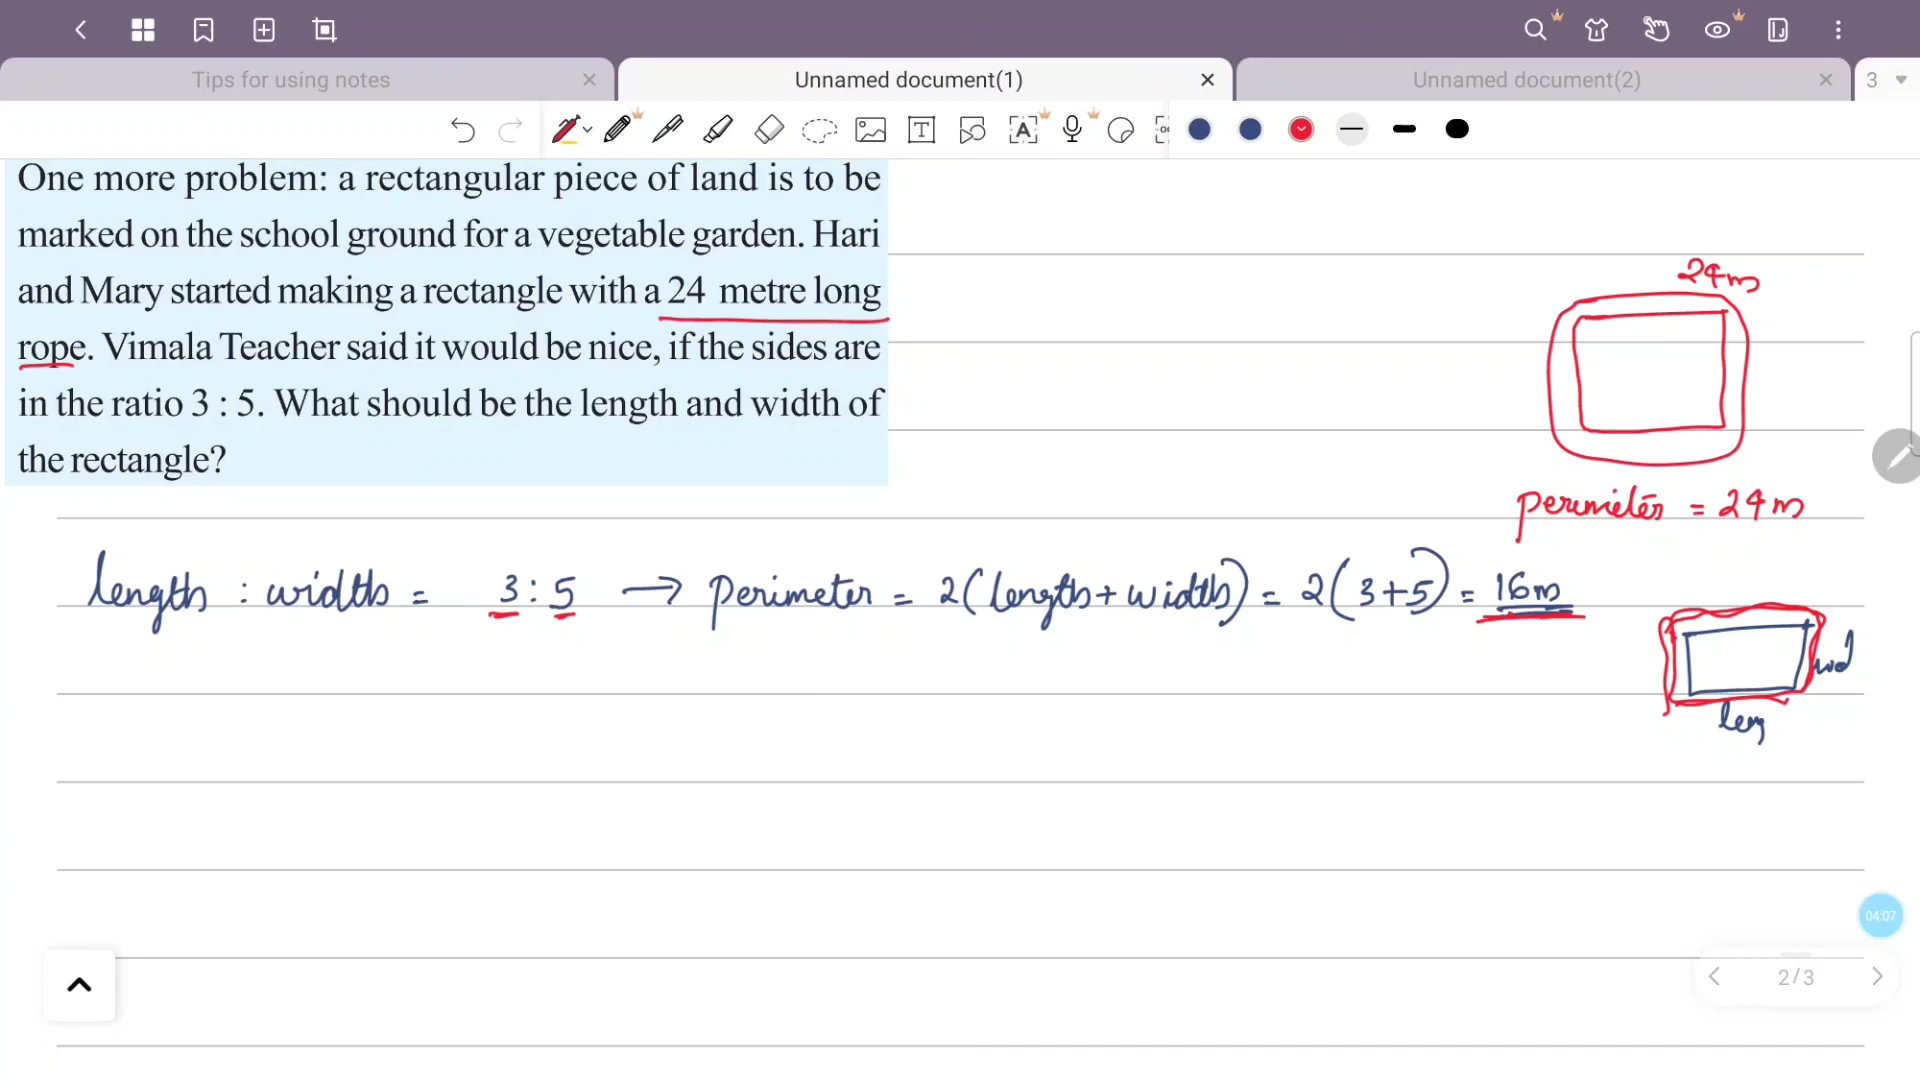 Tips for using notes
Unnamed document(1)
Unnamed document(2)
3
One more problem: a rectangular piece of land is to be
marked on the school ground for a vegetable garden. Hari
and Mary started making a rectangle with a 24 metre long
rope. Vimala Teacher said it would be nice, if the sides are
in the ratio 3 : 5. What should be the length and width of
the rectangle?
24m
perimeter = 24m
length : width = 3 : 5 → perimeter = 2(length + width) = 2(3+5) = 16m
wid
leng
04:07
2/3